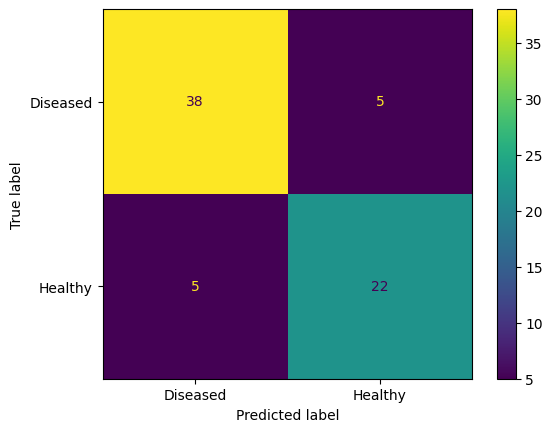 Diseased 38 5
Healthy 5 22
Diseased Healthy
Predicted label
True label
35
30
25
20
15
10
5